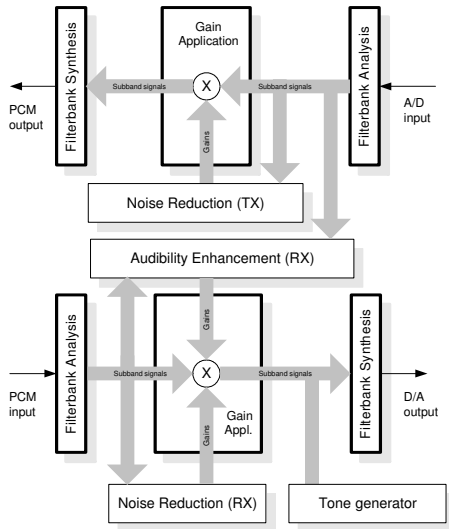 Gain
Application
Filterbank Synthesis
Filterbank Analysis
Subband signals
X
Subband signals
PCM
output
A/D
input
Gains
Noise Reduction (TX)
Audibility Enhancement (RX)
Filterbank Analysis
Gains
Filterbank Synthesis
Subband signals
X
Subband signals
PCM
input
D/A
output
Gain
Appl.
Gains
Noise Reduction (RX)
Tone generator